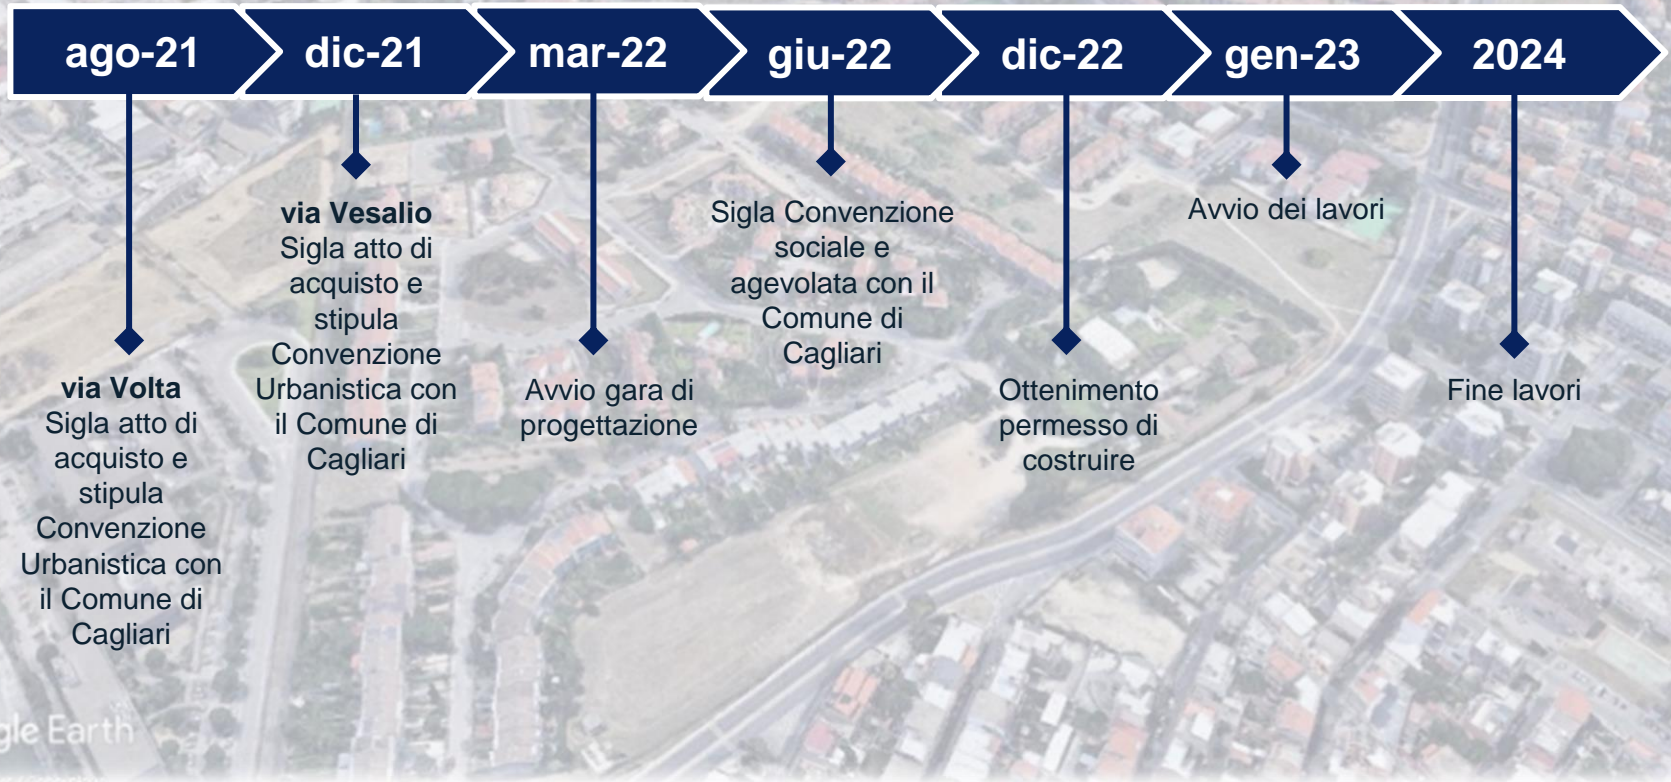 ago-21
dic-21
mar-22
giu-22
dic-22
gen-23
2024
via Volta
Sigla atto di
acquisto e
stipula
Convenzione
Urbanistica con
il Comune di
Cagliari
via Vesalio
Sigla atto di
acquisto e
stipula
Convenzione
Urbanistica con
il Comune di
Cagliari
Avvio gara di
progettazione
Sigla Convenzione
sociale e
agevolata con il
Comune di
Cagliari
Ottenimento
permesso di
costruire
Avvio dei lavori
Fine lavori
gle Earth